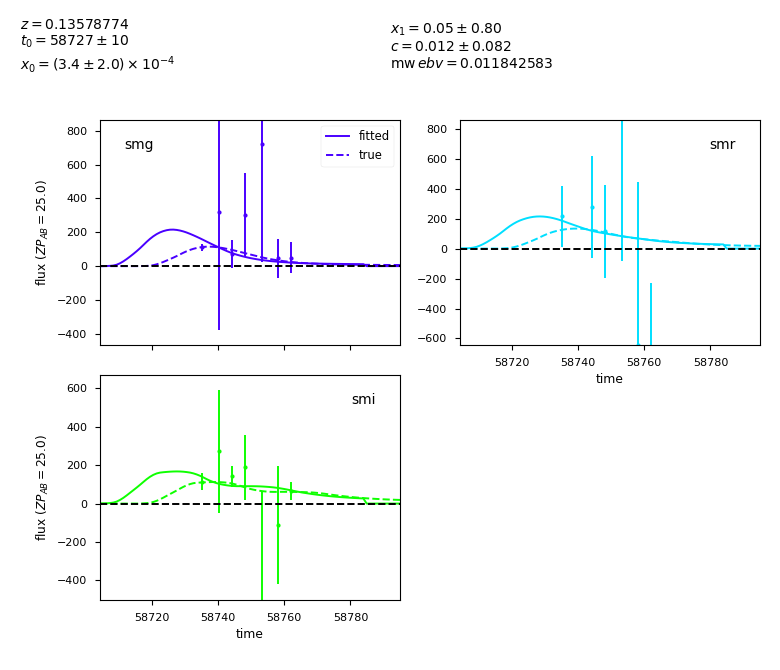 z = 0.13578774
t₀ = 58727 ± 10
x₀ = (3.4 ± 2.0) × 10⁻⁴
x₁ = 0.05 ± 0.80
c = 0.012 ± 0.082
mw ebv = 0.011842583
smg
fitted
true
800
600
400
200
0
−200
−400
flux (ZP_AB = 25.0)
smr
800
600
400
200
0
−200
−400
−600
58720 58740 58760 58780
time
smi
600
400
200
0
−200
−400
flux (ZP_AB = 25.0)
58720 58740 58760 58780
time